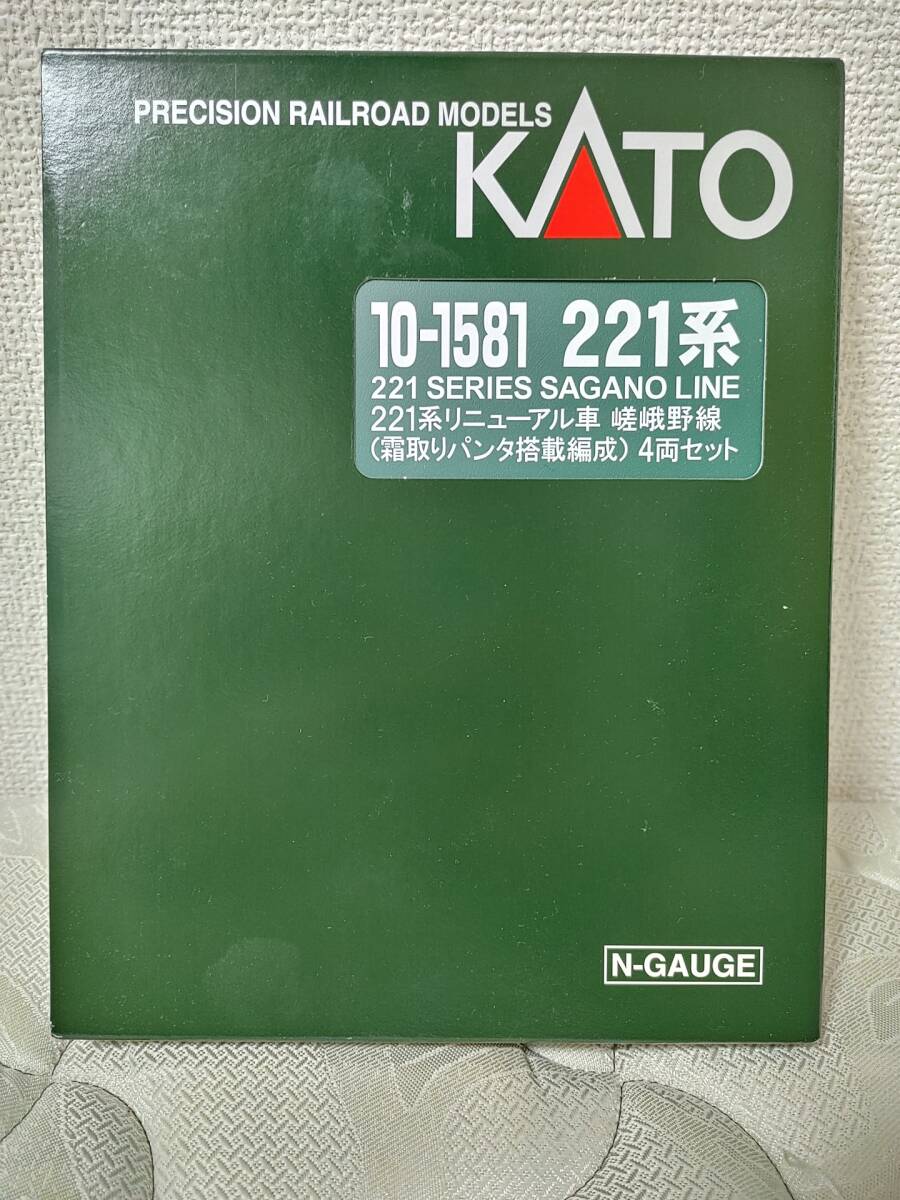 PRECISION RAILROAD MODELS
KATO
10-1581 221系
221 SERIES SAGANO LINE
221系リニューアル車 嵯峨野線
(霜取りパンタ搭載編成) 4両セット
N-GAUGE